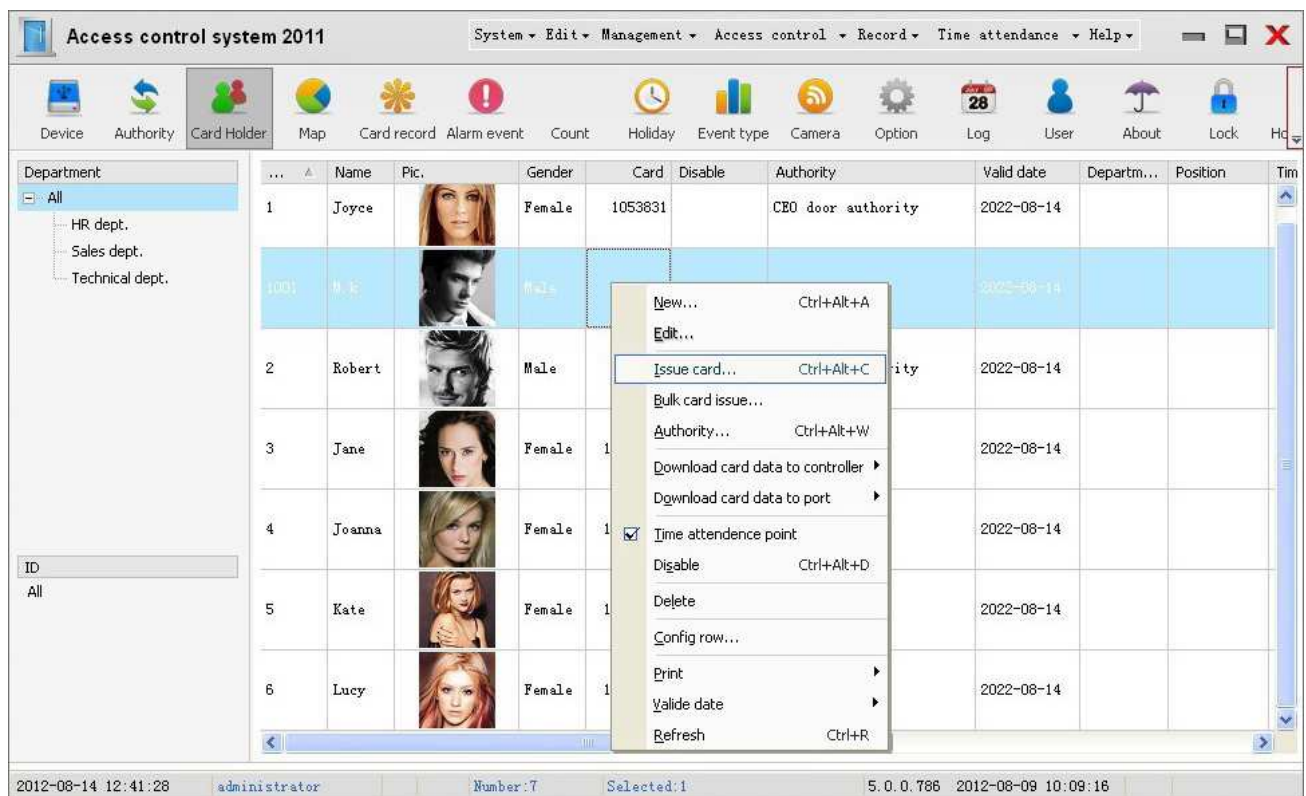 Access control system 2011
System Edit Management Access control Record Time attendance Help
Device Authority Card Holder Map Card record Alarm event Count Holiday Event type Camera Option Log User About Lock
28
Department
All
HR dept.
Sales dept.
Technical dept.
ID
All
... Name Pic. Gender Card Disable Authority Valid date Departm... Position Tim
1 Joyce Female 1053831 CEO door authority 2022-08-14
1001 Male 2022-08-14
2 Robert Male ity 2022-08-14
3 Jane Female 1 2022-08-14
4 Joanna Female 1 2022-08-14
5 Kate Female 1 2022-08-14
6 Lucy Female 1 2022-08-14
New... Ctrl+Alt+A
Edit...
Issue card... Ctrl+Alt+C
Bulk card issue...
Authority... Ctrl+Alt+W
Download card data to controller
Download card data to port
Time attendence point
Disable Ctrl+Alt+D
Delete
Config row...
Print
Valide date
Refresh Ctrl+R
2012-08-14 12:41:28 administrator Number:7 Selected:1 5.0.0.786 2012-08-09 10:09:16